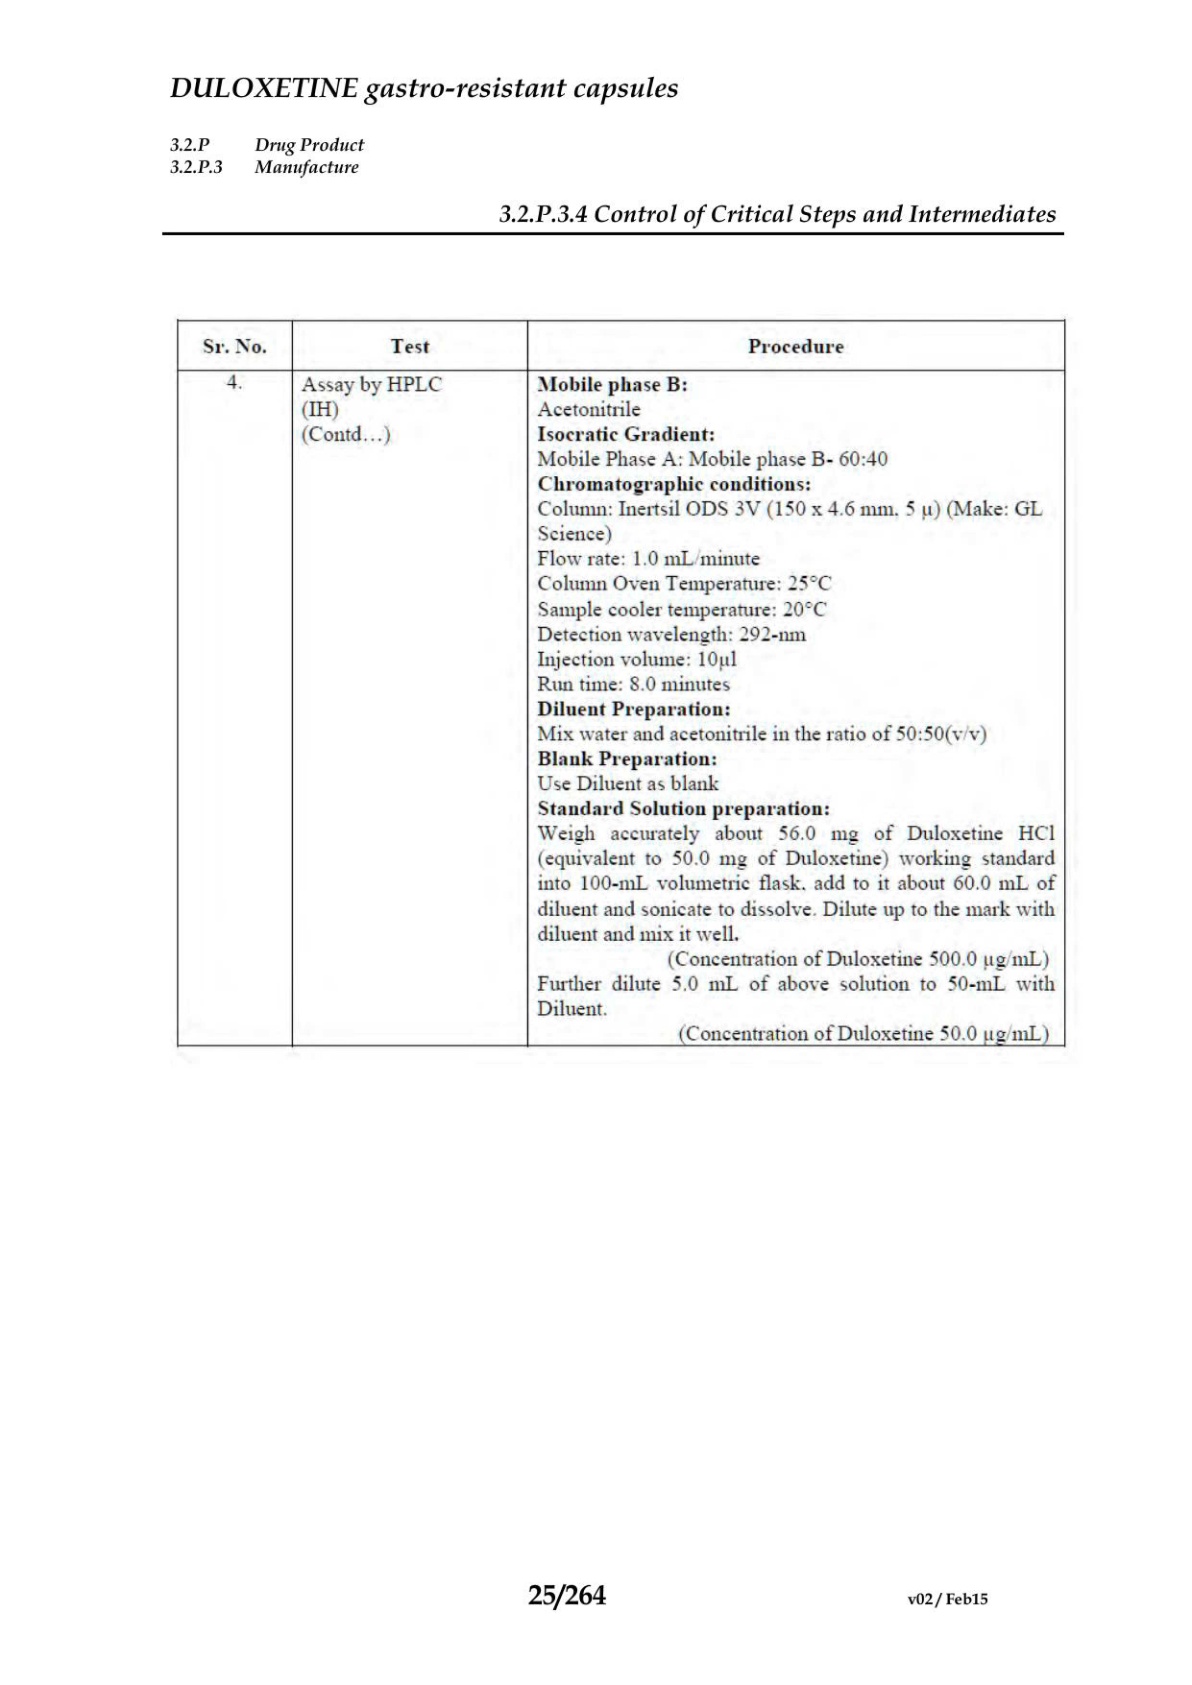 DULOXETINE gastro-resistant capsules
3.2.P Drug Product
3.2.P.3 Manufacture
3.2.P.3.4 Control of Critical Steps and Intermediates
Sr. No. Test Procedure
4. Assay by HPLC (IH) (Contd...)
Mobile phase B:
Acetonitrile
Isocratic Gradient:
Mobile Phase A: Mobile phase B- 60:40
Chromatographic conditions:
Column: Inertsil ODS 3V (150 x 4.6 mm, 5 µ) (Make: GL
Science)
Flow rate: 1.0 mL/minute
Column Oven Temperature: 25°C
Sample cooler temperature: 20°C
Detection wavelength: 292-nm
Injection volume: 10µl
Run time: 8.0 minutes
Diluent Preparation:
Mix water and acetonitrile in the ratio of 50:50(v/v)
Blank Preparation:
Use Diluent as blank
Standard Solution preparation:
Weigh accurately about 56.0 mg of Duloxetine HCl
(equivalent to 50.0 mg of Duloxetine) working standard
into 100-mL volumetric flask, add to it about 60.0 mL of
diluent and sonicate to dissolve. Dilute up to the mark with
diluent and mix it well.
(Concentration of Duloxetine 500.0 µg/mL)
Further dilute 5.0 mL of above solution to 50-mL with
Diluent.
(Concentration of Duloxetine 50.0 µg/mL)
25/264
v02 / Feb15